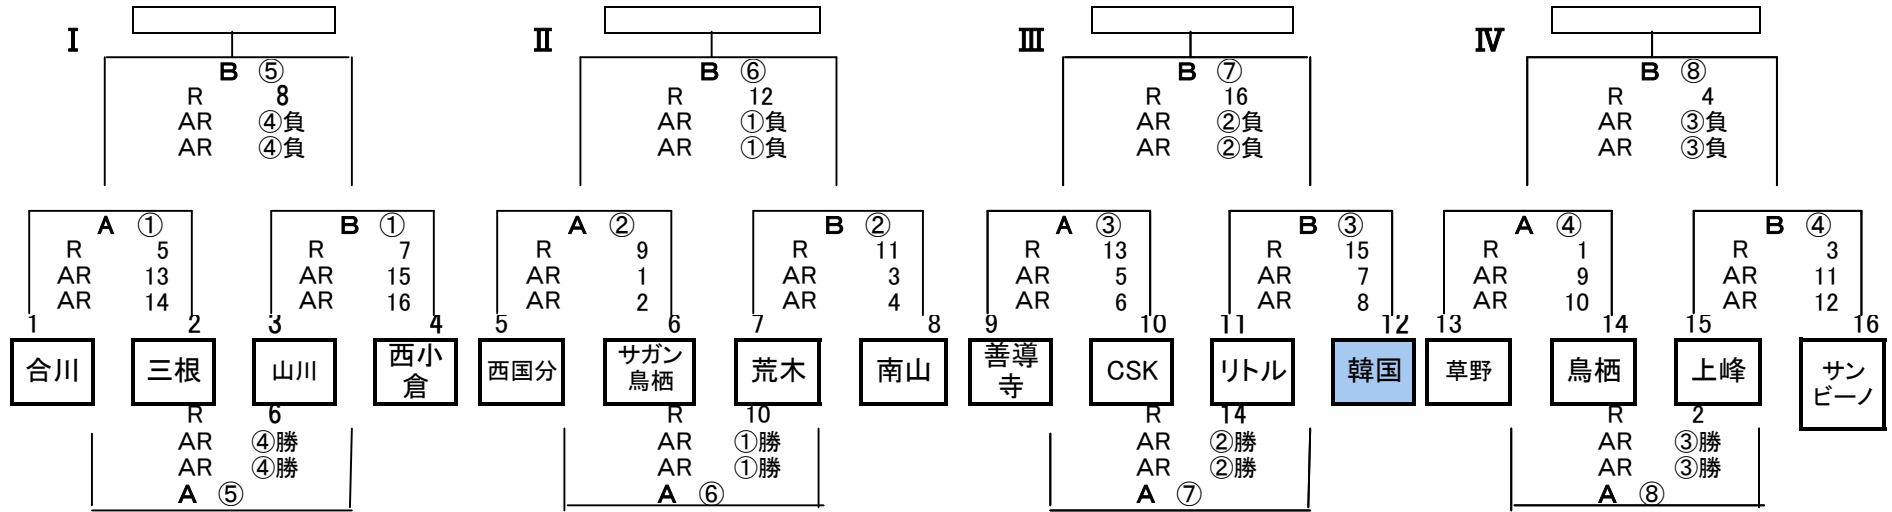 Ⅰ Ⅱ Ⅲ Ⅳ
B ⑤ B ⑥ B ⑦ B ⑧
R 8 R 12 R 16 R 4
AR ④負 AR ①負 AR ②負 AR ③負
AR ④負 AR ①負 AR ②負 AR ③負
A ① B ① A ② B ② A ③ B ③ A ④ B ④
R 5 R 7 R 9 R 11 R 13 R 15 R 1 R 3
AR 13 AR 15 AR 1 AR 3 AR 5 AR 7 AR 9 AR 11
AR 14 AR 16 AR 2 AR 4 AR 6 AR 8 AR 10 AR 12
1 2 3 4 5 6 7 8 9 10 11 12 13 14 15 16
合川
三根
山川
西小
倉
西国分
サガン
鳥栖
荒木
南山
善導
寺
CSK
リトル
韓国
草野
鳥栖
上峰
サン
ビーノ
R 6 R 10 R 14 R 2
AR ④勝 AR ①勝 AR ②勝 AR ③勝
AR ④勝 AR ①勝 AR ②勝 AR ③勝
A ⑤ A ⑥ A ⑦ A ⑧